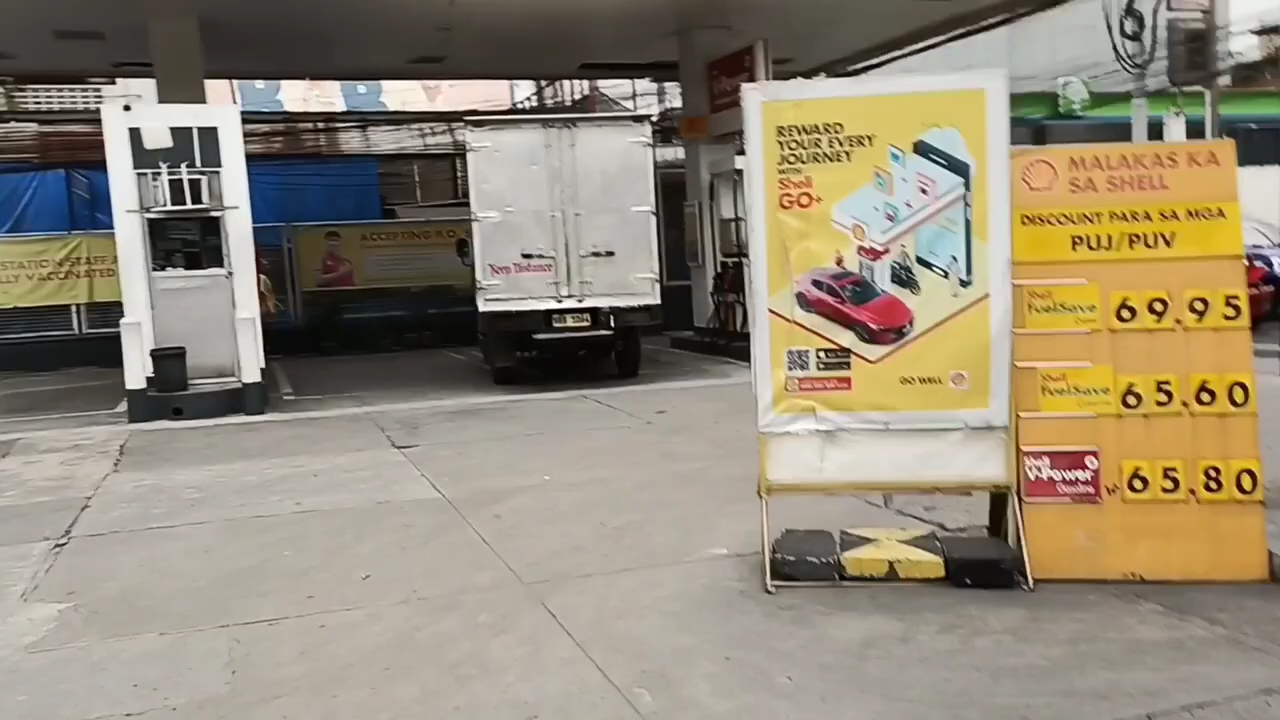 REWARD
YOUR EVERY
JOURNEY
WITH
Shell
GO+
GO WELL
MALAKAS KA
SA SHELL
DISCOUNT PARA SA MGA
PUJ/PUV
Shell
FuelSave
69.95
Shell
FuelSave
65.60
Shell
V-Power
65.80
Keep Distance
STATION STAFF
VACCINATED
ACCEPTING